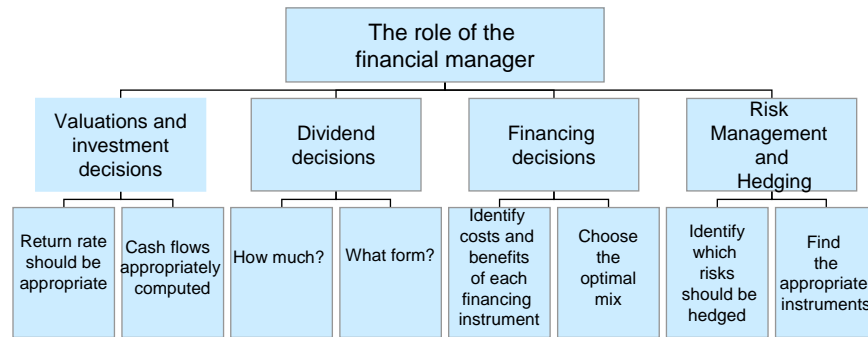 The role of the
financial manager
Valuations and
investment
decisions
Dividend
decisions
Financing
decisions
Risk
Management
and
Hedging
Return rate
should be
appropriate
Cash flows
appropriately
computed
How much?
What form?
Identify
costs and
benefits
of each
financing
instrument
Choose
the
optimal
mix
Identify
which
risks
should be
hedged
Find
the
appropriate
instruments